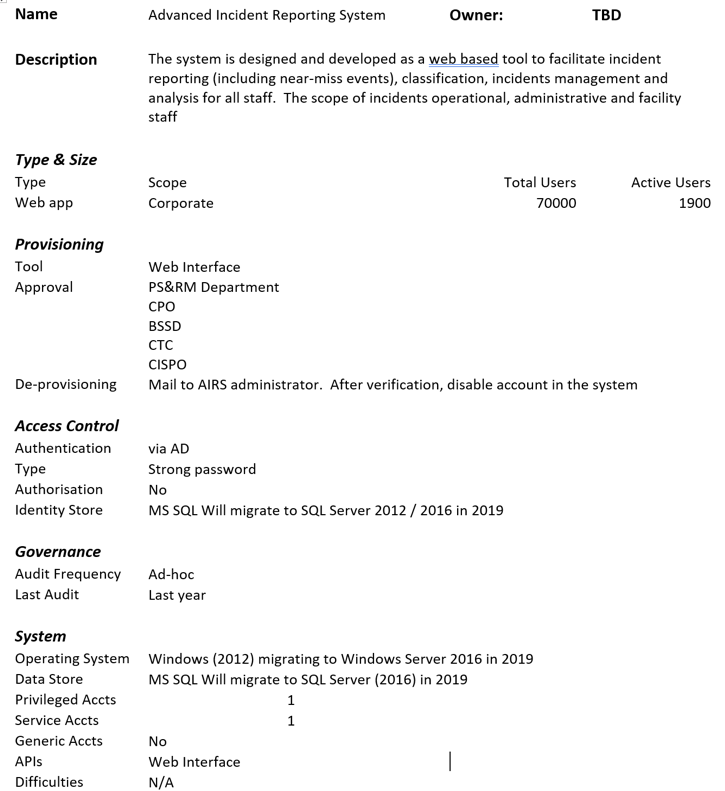 Name Advanced Incident Reporting System Owner: TBD
Description The system is designed and developed as a web based tool to facilitate incident
reporting (including near-miss events), classification, incidents management and
analysis for all staff. The scope of incidents operational, administrative and facility
staff
Type & Size
Type Scope Total Users Active Users
Web app Corporate 70000 1900
Provisioning
Tool Web Interface
Approval PS&RM Department
CPO
BSSD
CTC
CISPO
De-provisioning Mail to AIRS administrator. After verification, disable account in the system
Access Control
Authentication via AD
Type Strong password
Authorisation No
Identity Store MS SQL Will migrate to SQL Server 2012 / 2016 in 2019
Governance
Audit Frequency Ad-hoc
Last Audit Last year
System
Operating System Windows (2012) migrating to Windows Server 2016 in 2019
Data Store MS SQL Will migrate to SQL Server (2016) in 2019
Privileged Accts 1
Service Accts 1
Generic Accts No
APIs Web Interface
Difficulties N/A